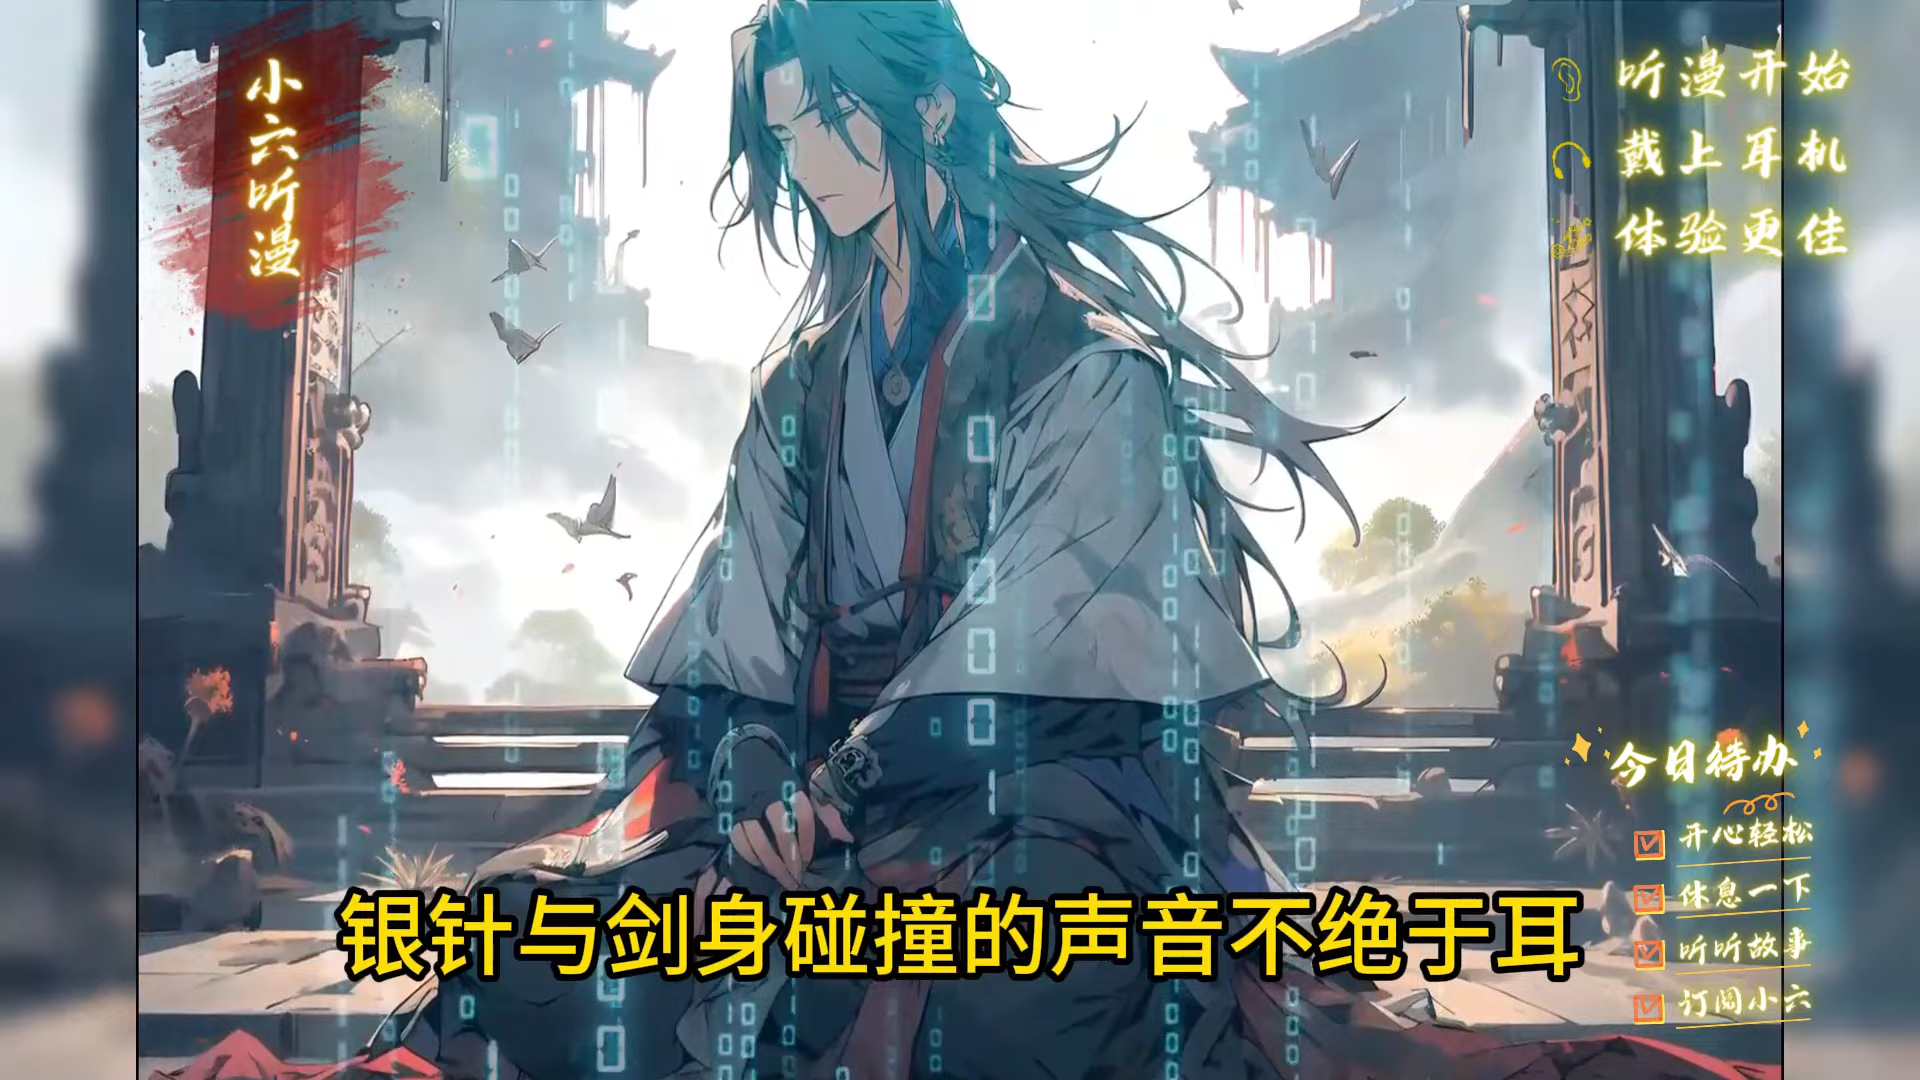 小六听漫
听漫开始
戴上耳机
体验更佳
今日待办
开心轻松
休息一下
听听故事
订阅小六
银针与剑身碰撞的声音不绝于耳